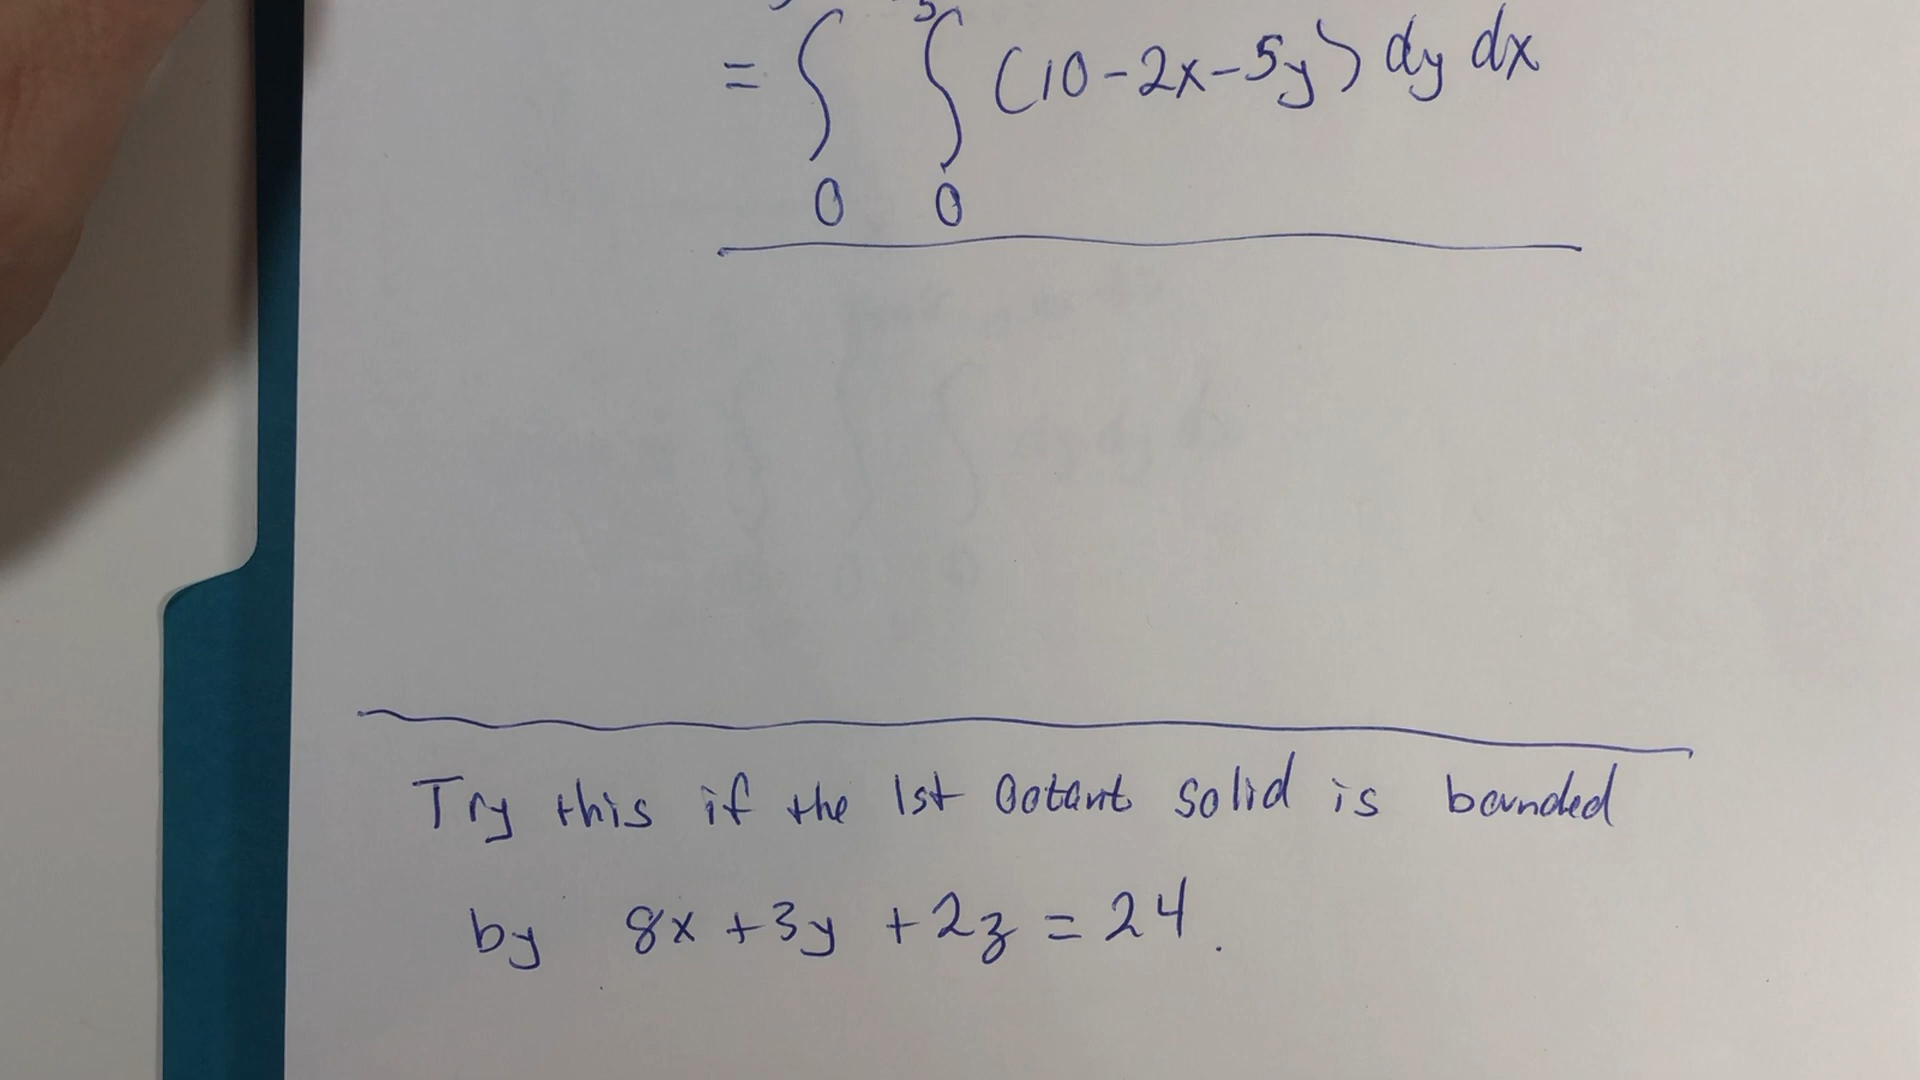 = ∫ ∫ (10-2x-5y) dy dx
0 0
Try this if the 1st Octant solid is bounded
by 8x + 3y + 2z = 24.